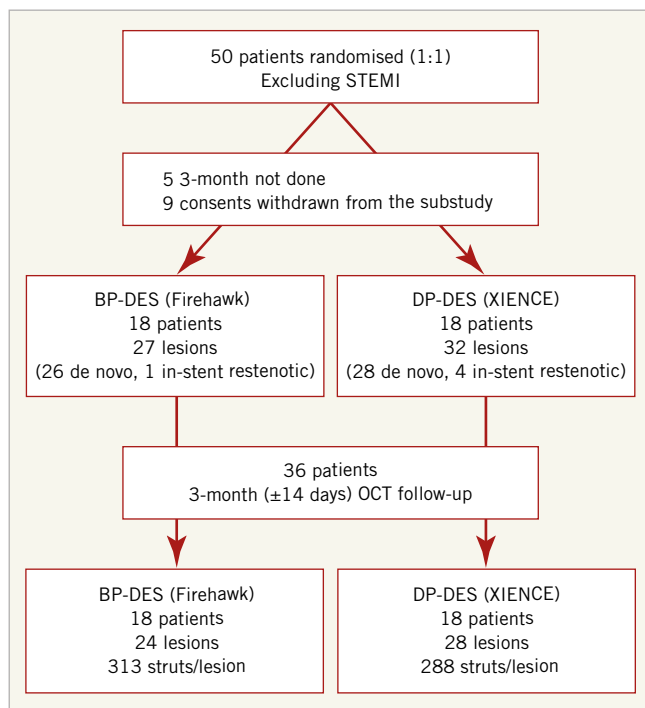 50 patients randomised (1:1)
Excluding STEMI
5 3-month not done
9 consents withdrawn from the substudy
BP-DES (Firehawk)
18 patients
27 lesions
(26 de novo, 1 in-stent restenotic)
DP-DES (XIENCE)
18 patients
32 lesions
(28 de novo, 4 in-stent restenotic)
36 patients
3-month (±14 days) OCT follow-up
BP-DES (Firehawk)
18 patients
24 lesions
313 struts/lesion
DP-DES (XIENCE)
18 patients
28 lesions
288 struts/lesion